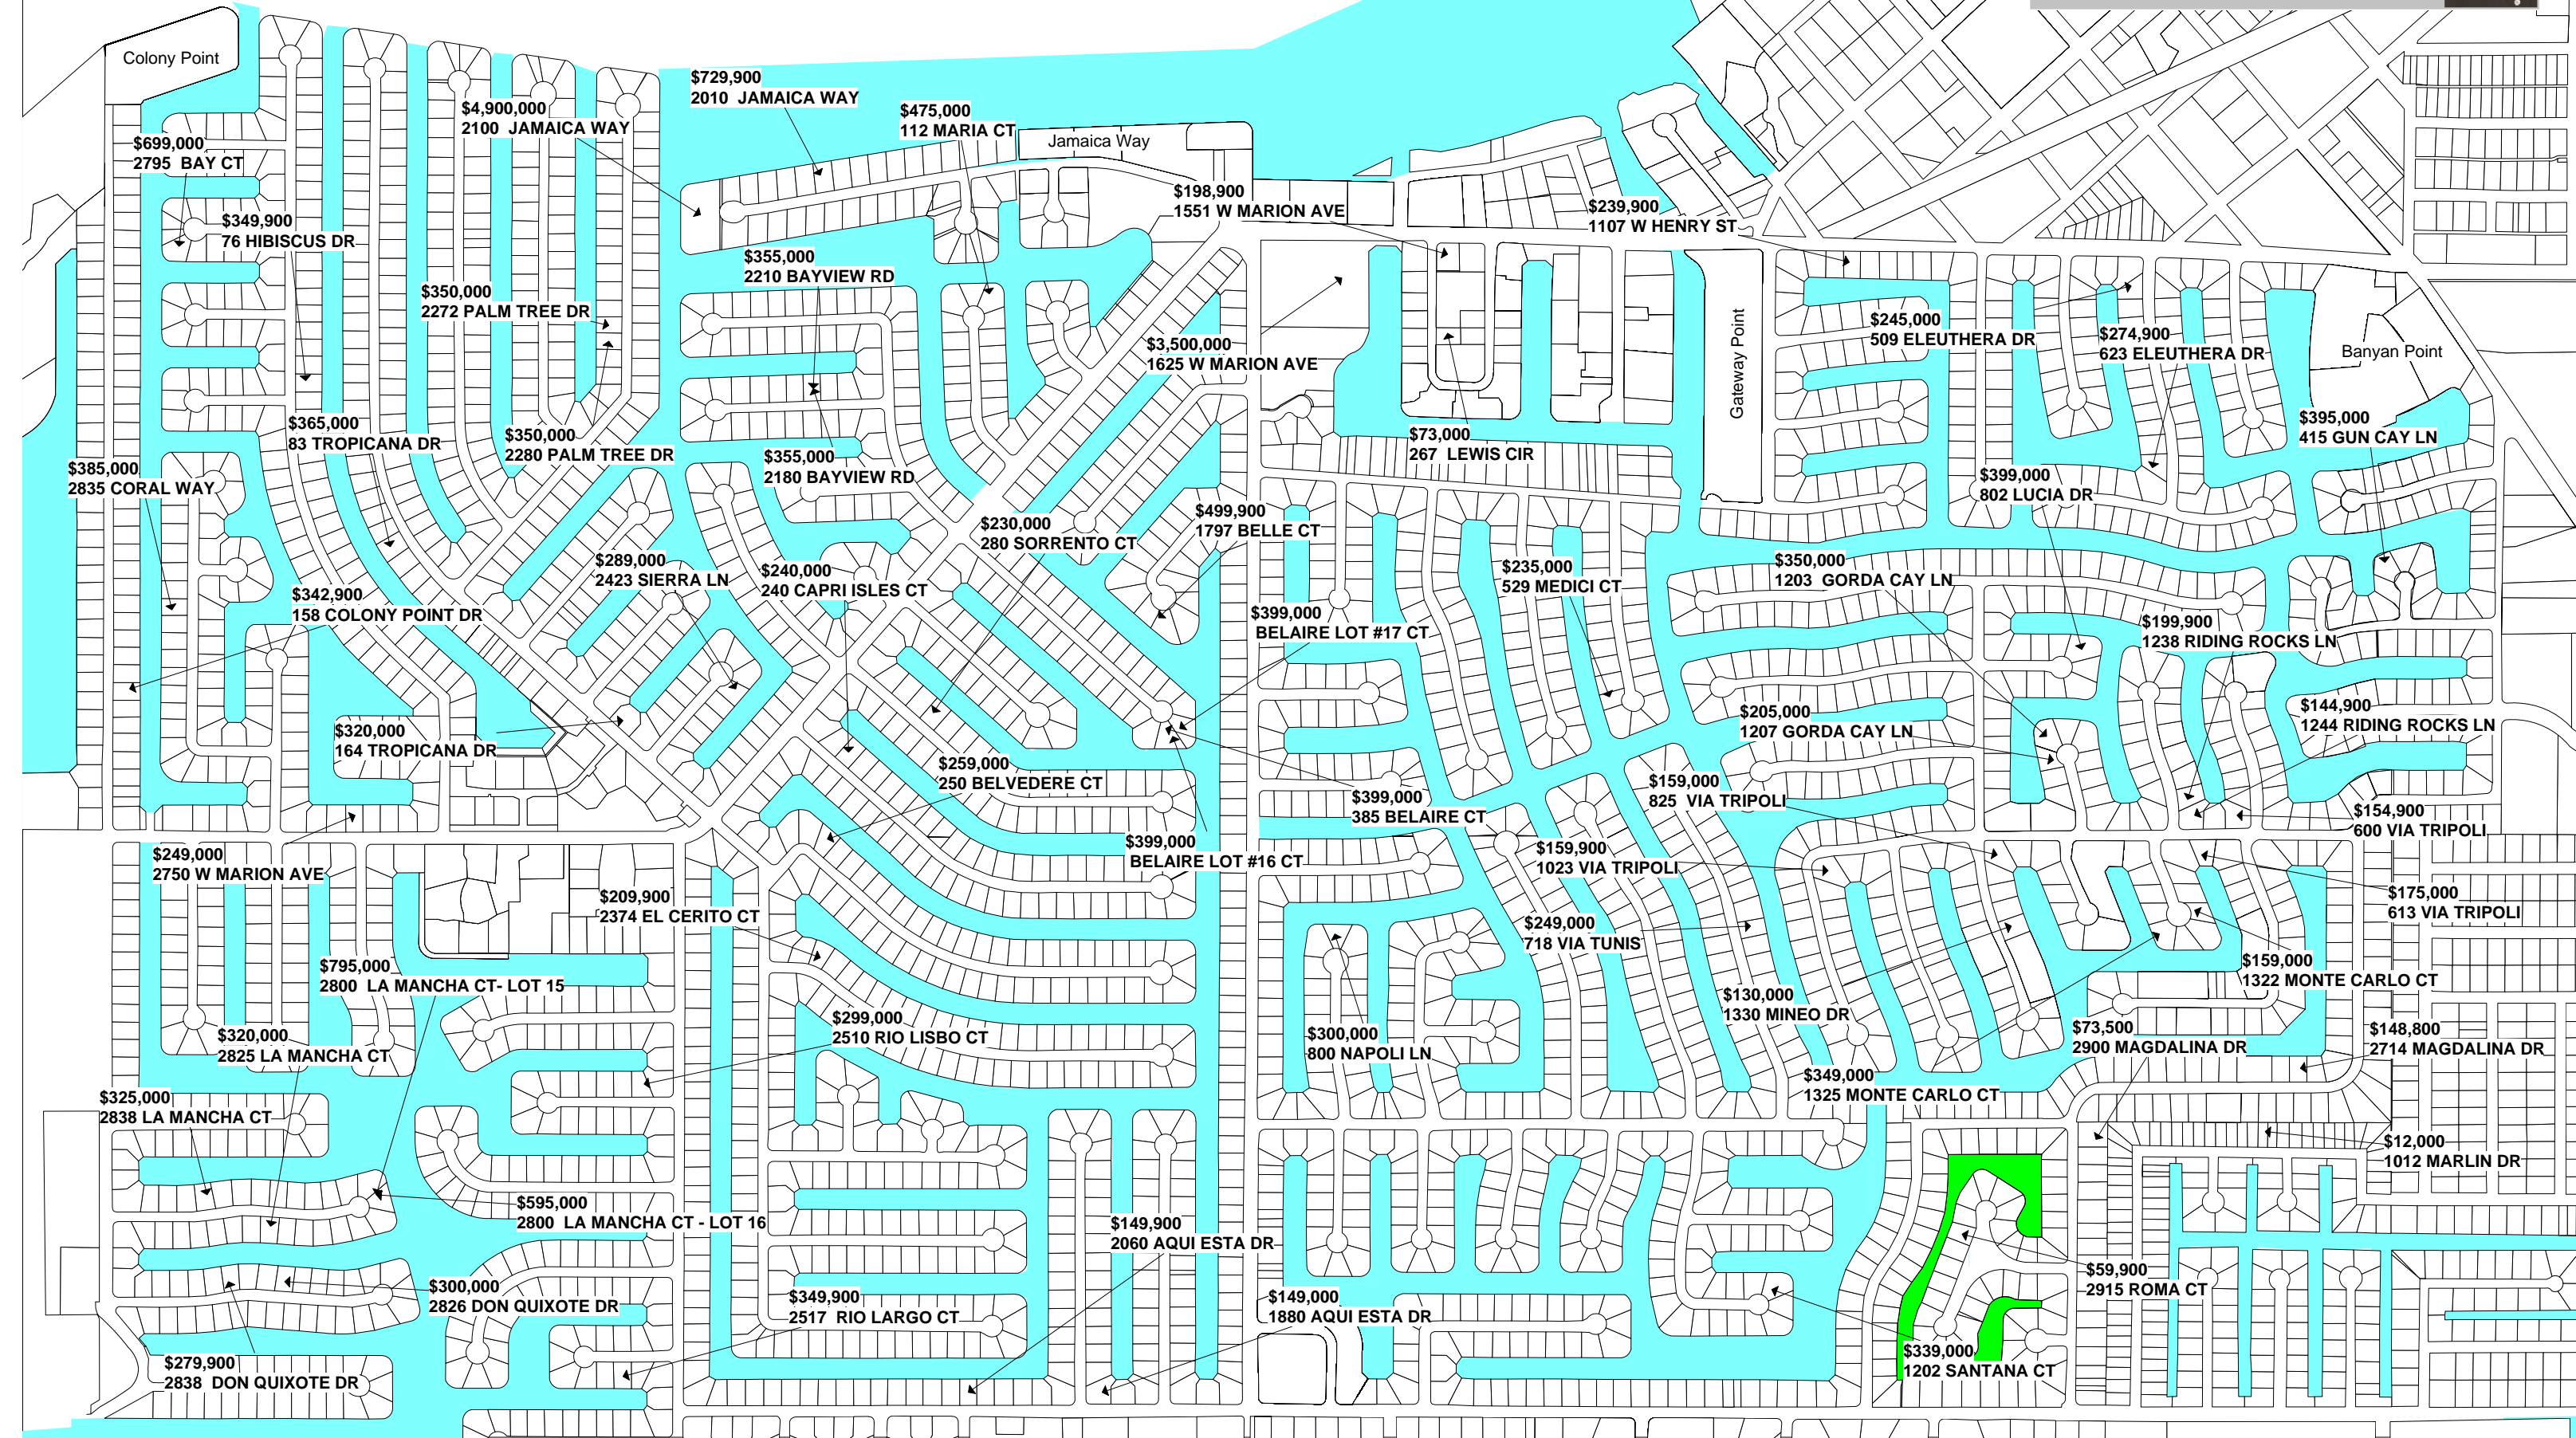 Colony Point
$729,900
2010 JAMAICA WAY
$4,900,000
2100 JAMAICA WAY
$475,000
112 MARIA CT
Jamaica Way
$699,000
2795 BAY CT
$198,900
1551 W MARION AVE
$239,900
1107 W HENRY ST
$349,900
76 HIBISCUS DR
$355,000
2210 BAYVIEW RD
$350,000
2272 PALM TREE DR
$3,500,000
1625 W MARION AVE
Gateway Point
$245,000
509 ELEUTHERA DR
$274,900
623 ELEUTHERA DR
Banyan Point
$365,000
83 TROPICANA DR
$350,000
2280 PALM TREE DR
$73,000
267 LEWIS CIR
$395,000
415 GUN CAY LN
$385,000
2835 CORAL WAY
$355,000
2180 BAYVIEW RD
$399,000
802 LUCIA DR
$499,900
1797 BELLE CT
$230,000
280 SORRENTO CT
$289,000
2423 SIERRA LN
$240,000
240 CAPRI ISLES CT
$235,000
529 MEDICI CT
$350,000
1203 GORDA CAY LN
$342,900
158 COLONY POINT DR
$399,000
BELAIRE LOT #17 CT
$199,900
1238 RIDING ROCKS LN
$320,000
164 TROPICANA DR
$205,000
1207 GORDA CAY LN
$144,900
1244 RIDING ROCKS LN
$259,000
250 BELVEDERE CT
$399,000
385 BELAIRE CT
$159,000
825 VIA TRIPOLI
$154,900
600 VIA TRIPOLI
$249,000
2750 W MARION AVE
$399,000
BELAIRE LOT #16 CT
$159,900
1023 VIA TRIPOLI
$209,900
2374 EL CERITO CT
$175,000
613 VIA TRIPOLI
$249,000
718 VIA TUNIS
$795,000
2800 LA MANCHA CT- LOT 15
$159,000
1322 MONTE CARLO CT
$130,000
1330 MINEO DR
$320,000
2825 LA MANCHA CT
$299,000
2510 RIO LISBO CT
$300,000
800 NAPOLI LN
$73,500
2900 MAGDALINA DR
$148,800
2714 MAGDALINA DR
$325,000
2838 LA MANCHA CT
$349,000
1325 MONTE CARLO CT
$12,000
1012 MARLIN DR
$595,000
2800 LA MANCHA CT - LOT 16
$149,900
2060 AQUI ESTA DR
$59,900
2915 ROMA CT
$300,000
2826 DON QUIXOTE DR
$349,900
2517 RIO LARGO CT
$149,000
1880 AQUI ESTA DR
$279,900
2838 DON QUIXOTE DR
$339,000
1202 SANTANA CT